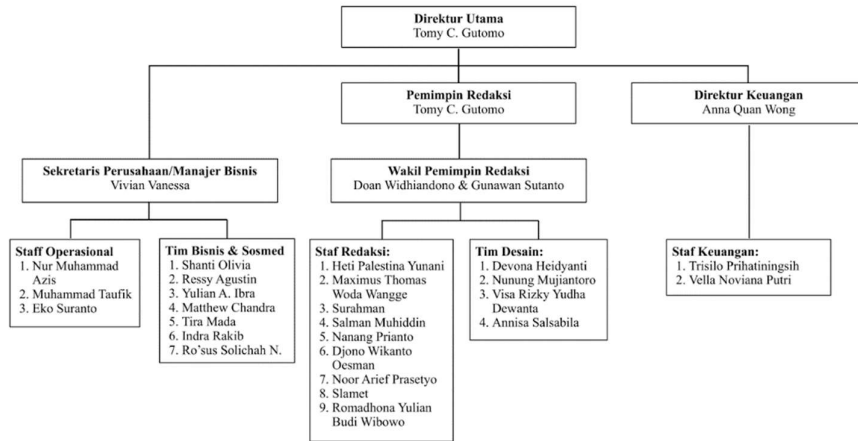 Direktur Utama
Tomy C. Gutomo
Pemimpin Redaksi
Tomy C. Gutomo
Direktur Keuangan
Anna Quan Wong
Sekretaris Perusahaan/Manajer Bisnis
Vivian Vanessa
Wakil Pemimpin Redaksi
Doan Widhiandono & Gunawan Sutanto
Staff Operasional
1. Nur Muhammad
Azis
2. Muhammad Taufik
3. Eko Suranto
Tim Bisnis & Sosmed
1. Shanti Olivia
2. Ressy Agustin
3. Yulian A. Ibra
4. Matthew Chandra
5. Tira Mada
6. Indra Rakib
7. Ro’sus Solichah N.
Staf Redaksi:
1. Heti Palestina Yunani
2. Maximus Thomas
Woda Wangge
3. Surahman
4. Salman Muhiddin
5. Nanang Prianto
6. Djono Wikanto
Oesman
7. Noor Arief Prasetyo
8. Slamet
9. Romadhona Yulian
Budi Wibowo
Tim Desain:
1. Devona Heidyanti
2. Nunung Mujiantoro
3. Visa Rizky Yudha
Dewanta
4. Annisa Salsabila
Staf Keuangan:
1. Trisilo Prihatiningsih
2. Vella Noviana Putri